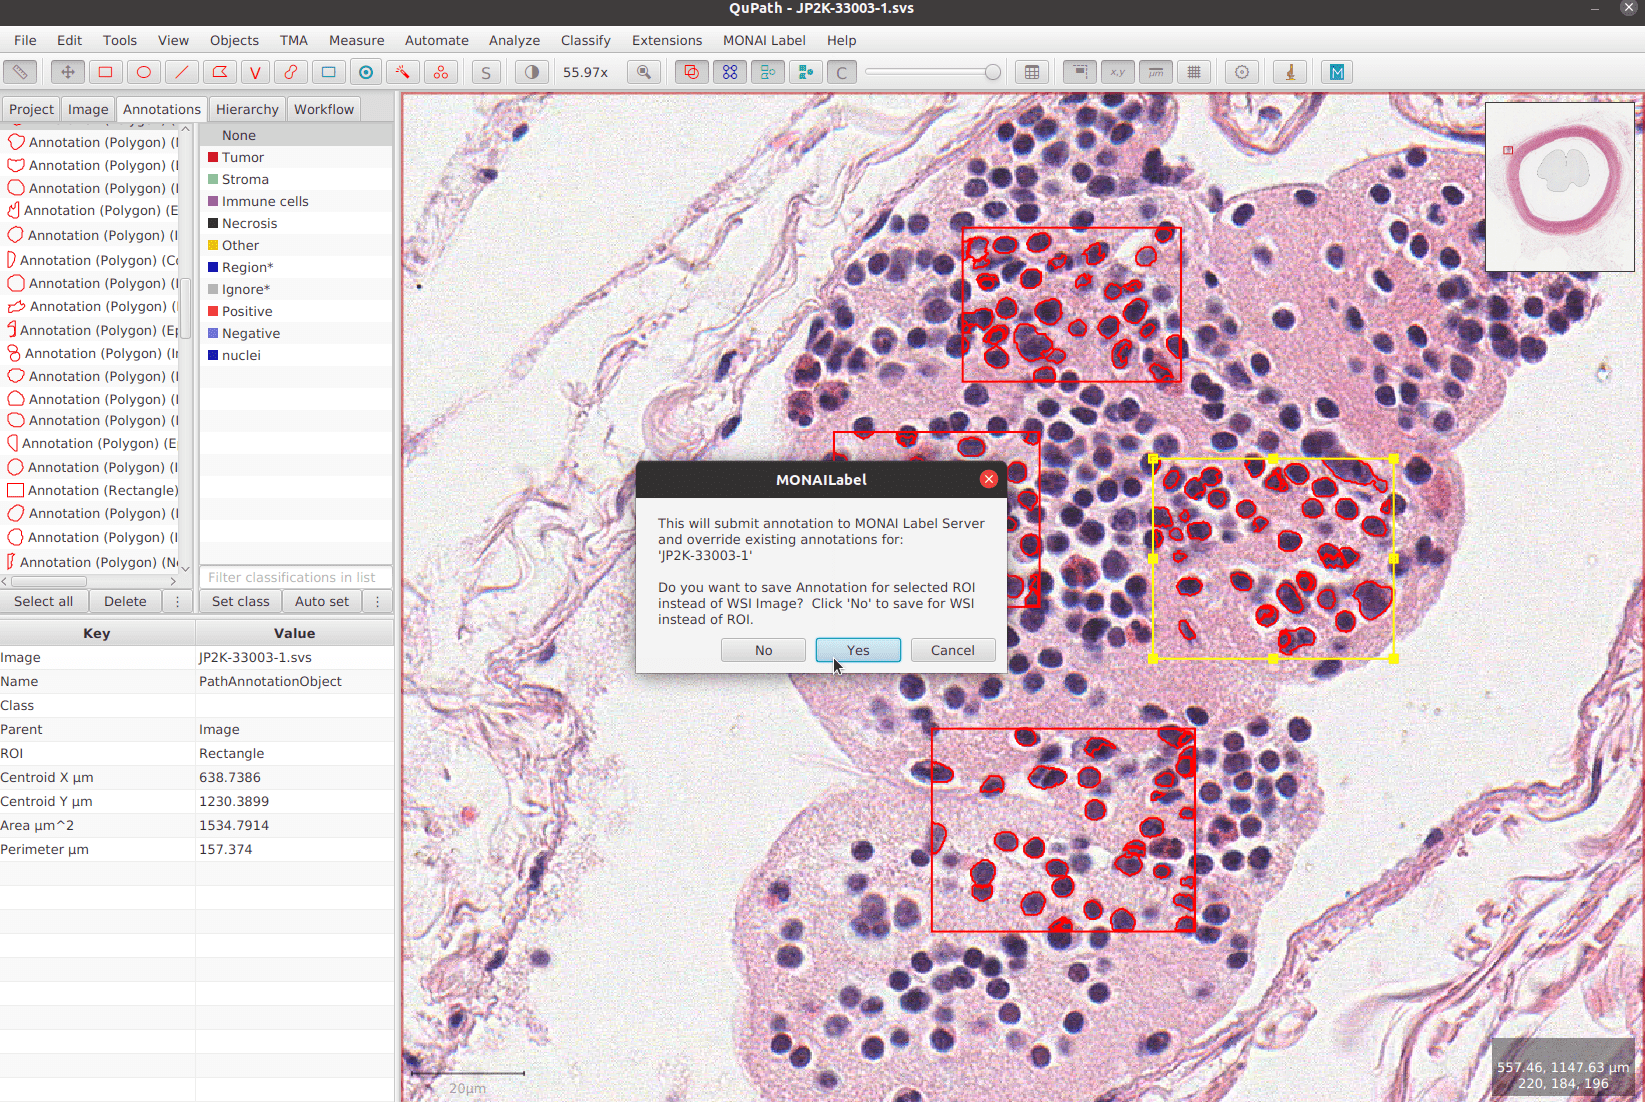 QuPath - JP2K-33003-1.svs
File Edit Tools View Objects TMA Measure Automate Analyze Classify Extensions MONAI Label Help
V S 55.97x C x,y µm M
Project Image Annotations Hierarchy Workflow
Annotation (Polygon) (I
Annotation (Polygon) (I
Annotation (Polygon) (I
Annotation (Polygon) (E
Annotation (Polygon) (I
Annotation (Polygon) (Co
Annotation (Polygon) (I
Annotation (Polygon) (
Annotation (Polygon) (Ep
Annotation (Polygon) (In
Annotation (Polygon) (I
Annotation (Polygon) (I
Annotation (Polygon) (I
Annotation (Polygon) (E
Annotation (Polygon) (I
Annotation (Rectangle)
Annotation (Polygon) (
Annotation (Polygon) (I
Annotation (Polygon) (Ne
None
Tumor
Stroma
Immune cells
Necrosis
Other
Region*
Ignore*
Positive
Negative
nuclei
Filter classifications in list
Select all Delete ⋮ Set class Auto set ⋮
Key Value
Image JP2K-33003-1.svs
Name PathAnnotationObject
Class
Parent Image
ROI Rectangle
Centroid X µm 638.7386
Centroid Y µm 1230.3899
Area µm^2 1534.7914
Perimeter µm 157.374
MONAILabel
This will submit annotation to MONAI Label Server
and override existing annotations for:
'JP2K-33003-1'
Do you want to save Annotation for selected ROI
instead of WSI Image? Click 'No' to save for WSI
instead of ROI.
No Yes Cancel
20µm
557.46, 1147.63 µm
220, 184, 196